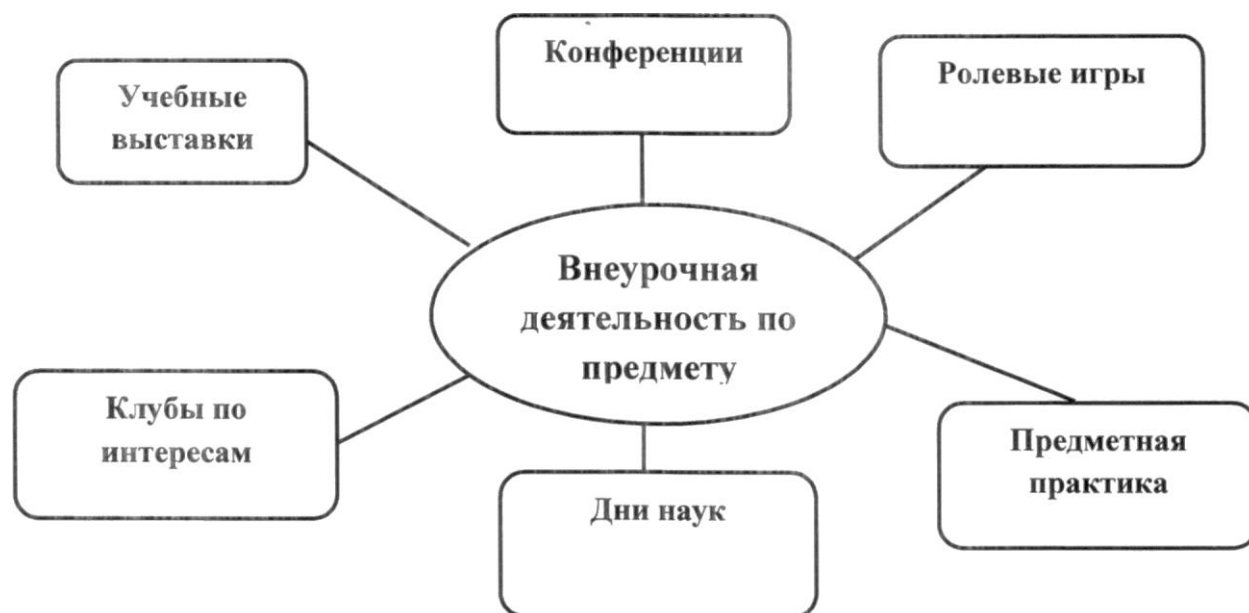 Конференции
Ролевые игры
Учебные
выставки
Внеурочная
деятельность по
предмету
Клубы по
интересам
Предметная
практика
Дни наук